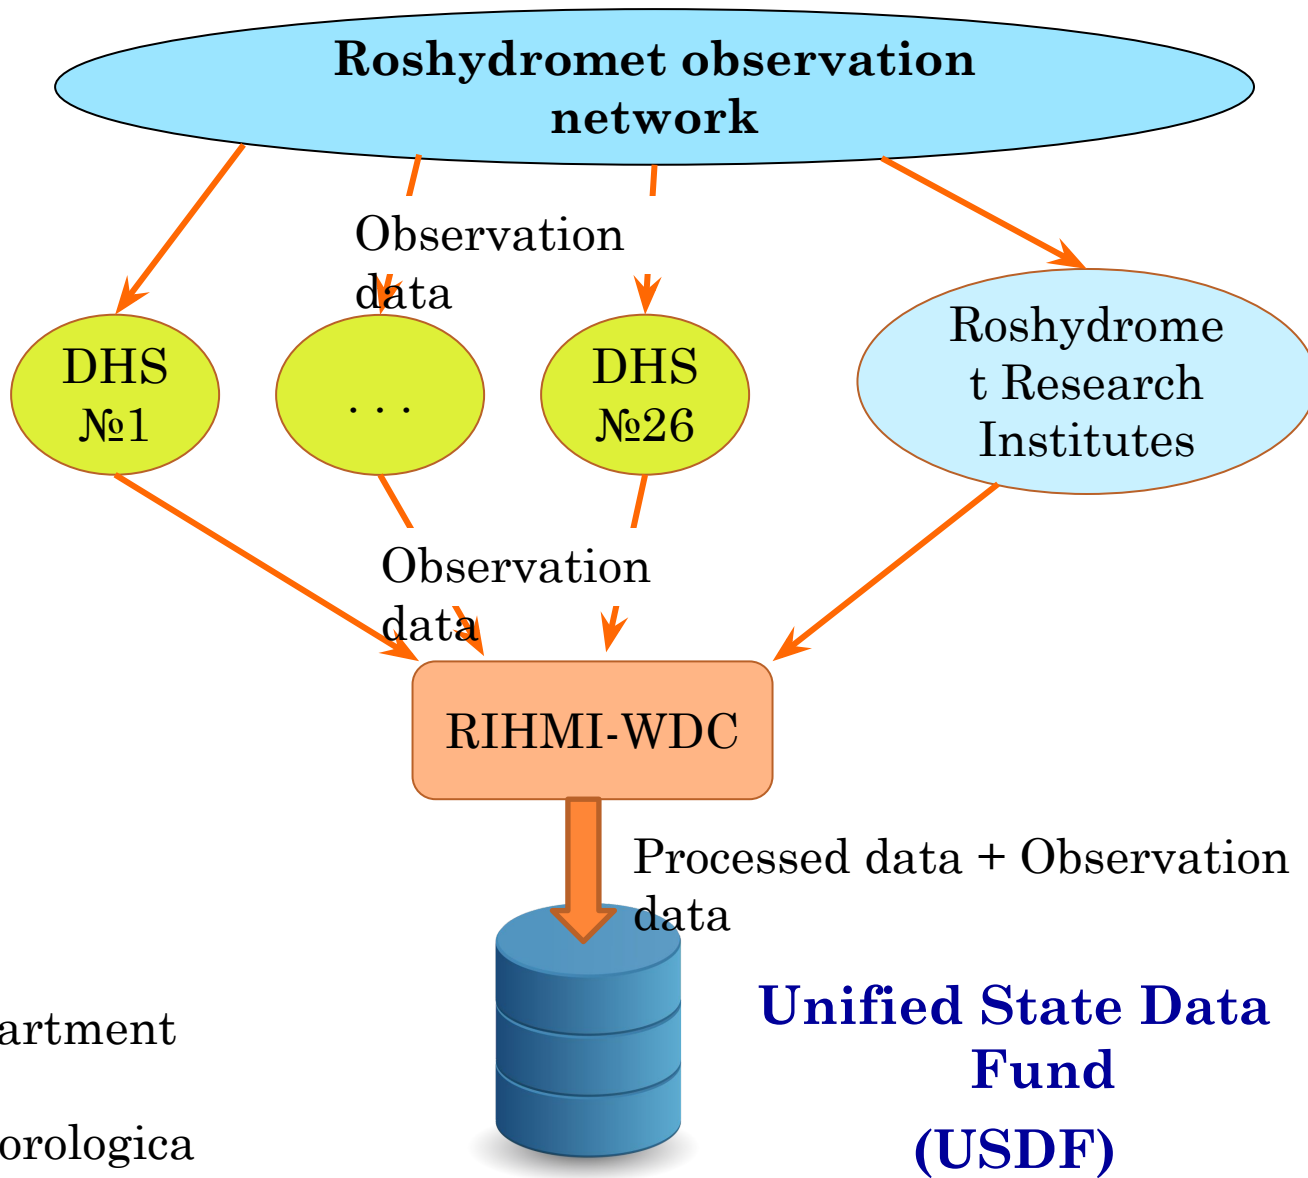 Roshydromet observation
network
Observation
data
DHS
№1
. . .
DHS
№26
Roshydrome
t Research
Institutes
Observation
data
RIHMI-WDC
Processed data + Observation
data
Unified State Data
Fund
(USDF)
artment
orologica